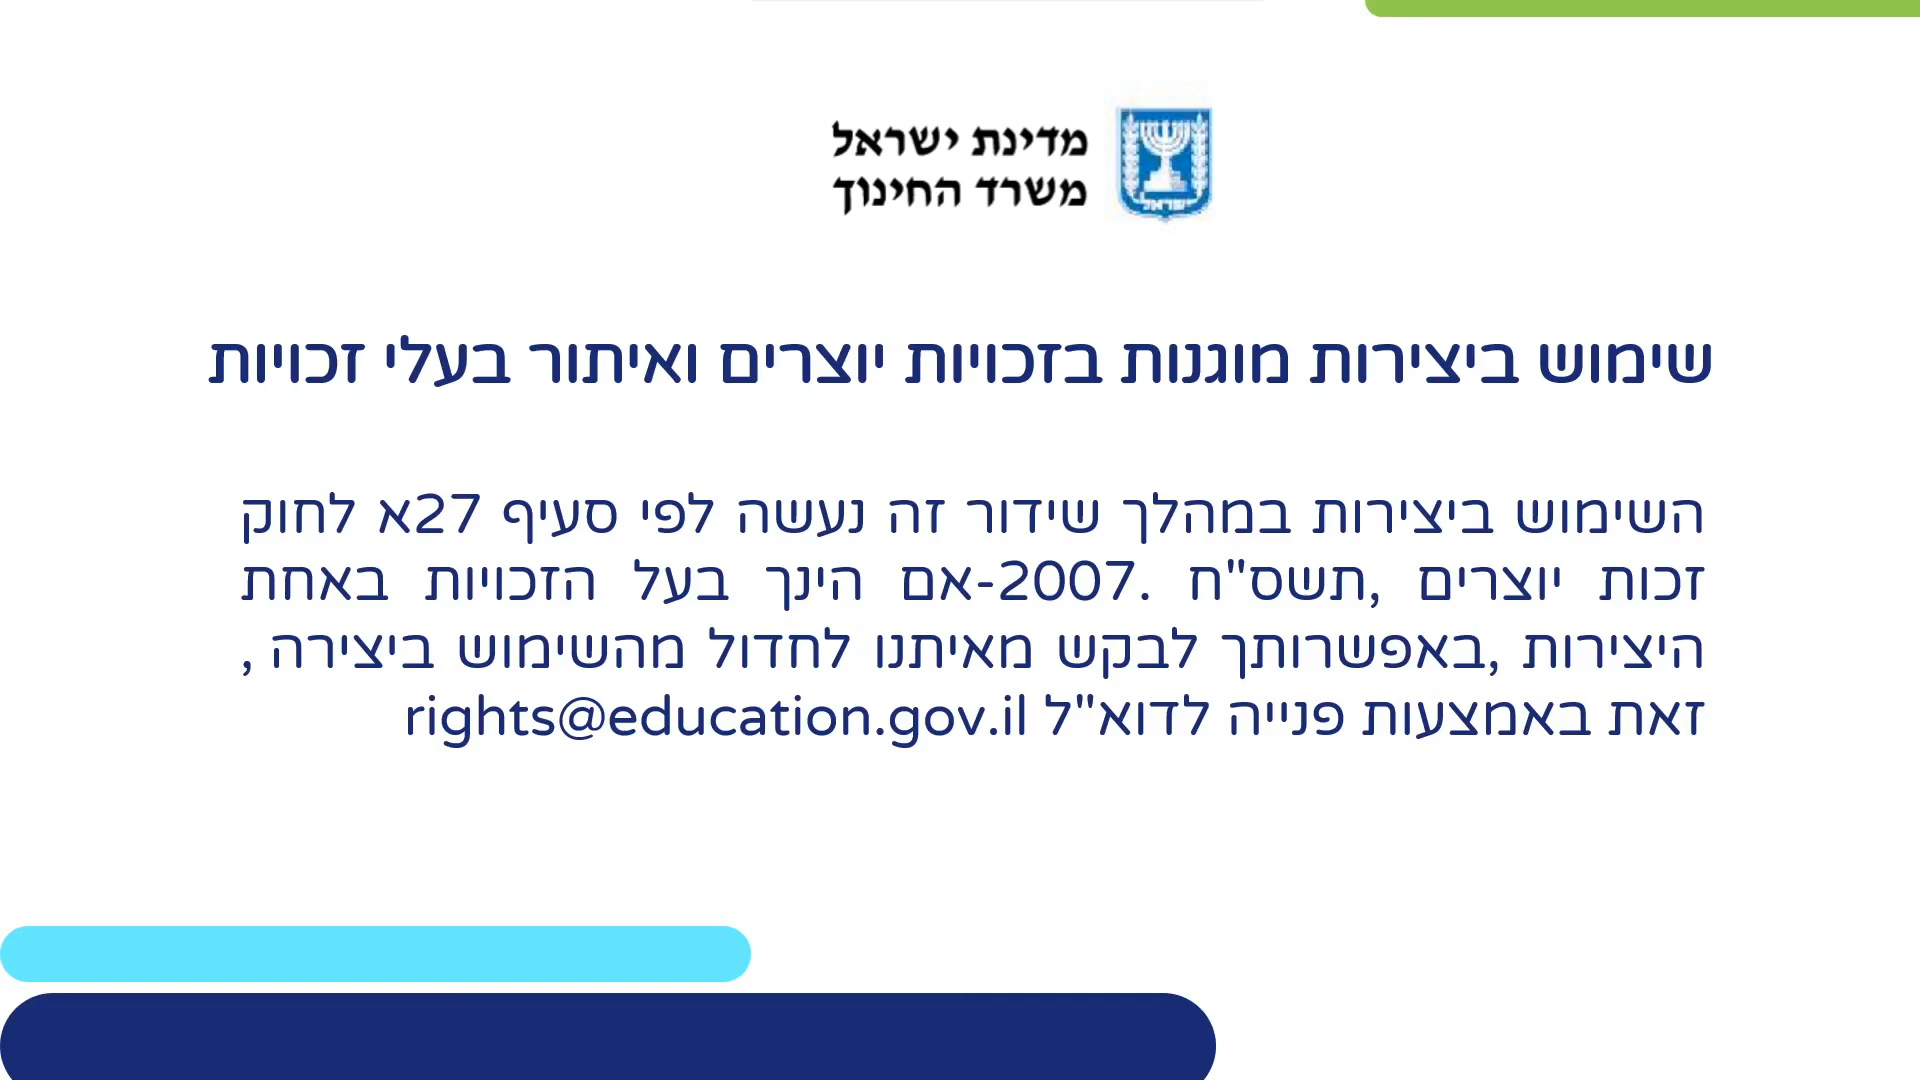 מדינת ישראל
משרד החינוך
שימוש ביצירות מוגנות בזכויות יוצרים ואיתור בעלי זכויות
השימוש ביצירות במהלך שידור זה נעשה לפי סעיף 27א לחוק
זכות יוצרים ,תשס"ח .2007-אם הינך בעל הזכויות באחת
היצירות ,באפשרותך לבקש מאיתנו לחדול מהשימוש ביצירה ,
זאת באמצעות פנייה לדוא"ל rights@education.gov.il